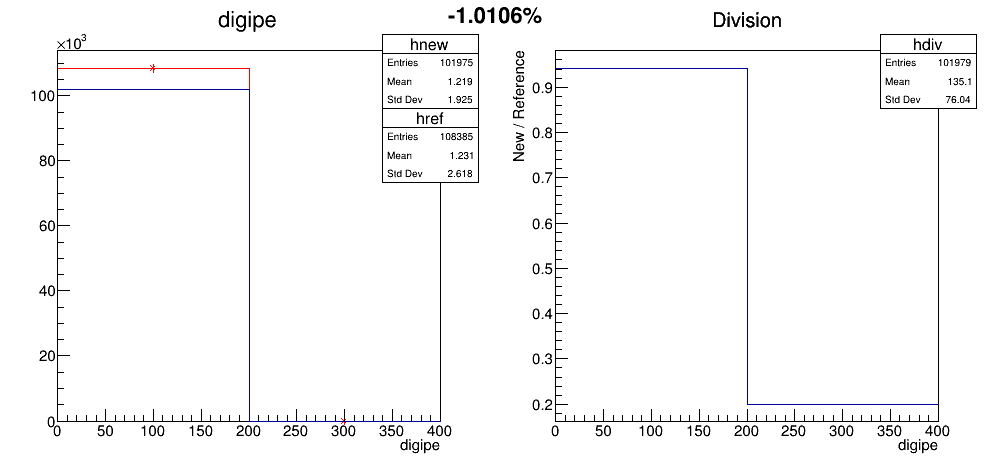 -1.0106%
digipe
×10³
hnew
Entries 101975
Mean 1.219
Std Dev 1.925
href
Entries 108385
Mean 1.231
Std Dev 2.618
100
80
60
40
20
0
0 50 100 150 200 250 300 350 400
digipe
Division
hdiv
Entries 101979
Mean 135.1
Std Dev 76.04
New / Reference
0.9
0.8
0.7
0.6
0.5
0.4
0.3
0.2
0 50 100 150 200 250 300 350 400
digipe